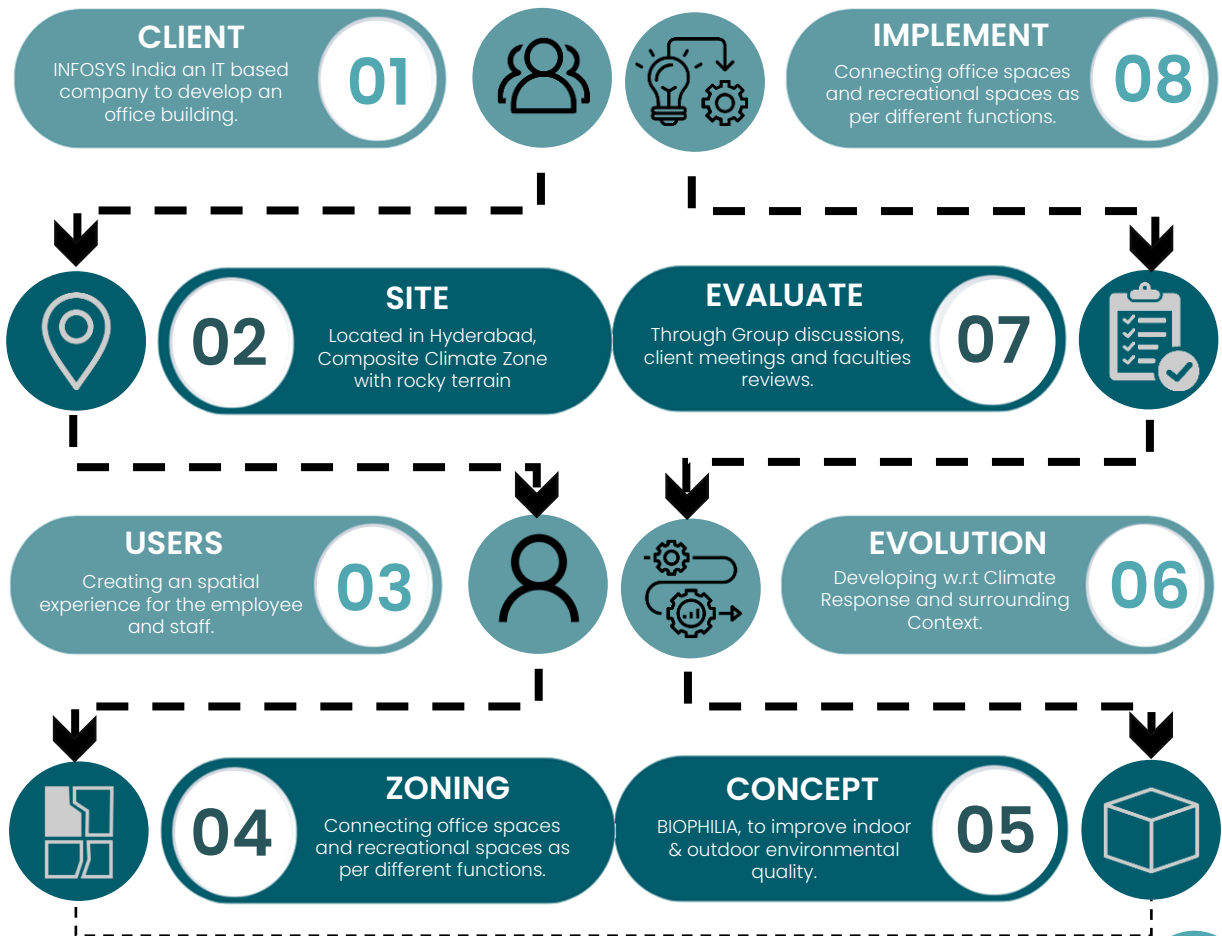 CLIENT
INFOSYS India an IT based
company to develop an
office building.
01
IMPLEMENT
Connecting office spaces
and recreational spaces as
per different functions.
08
02
SITE
Located in Hyderabad,
Composite Climate Zone
with rocky terrain
EVALUATE
Through Group discussions,
client meetings and faculties
reviews.
07
USERS
Creating an spatial
experience for the employee
and staff.
03
EVOLUTION
Developing w.r.t Climate
Response and surrounding
Context.
06
04
ZONING
Connecting office spaces
and recreational spaces as
per different functions.
CONCEPT
BIOPHILIA, to improve indoor
& outdoor environmental
quality.
05